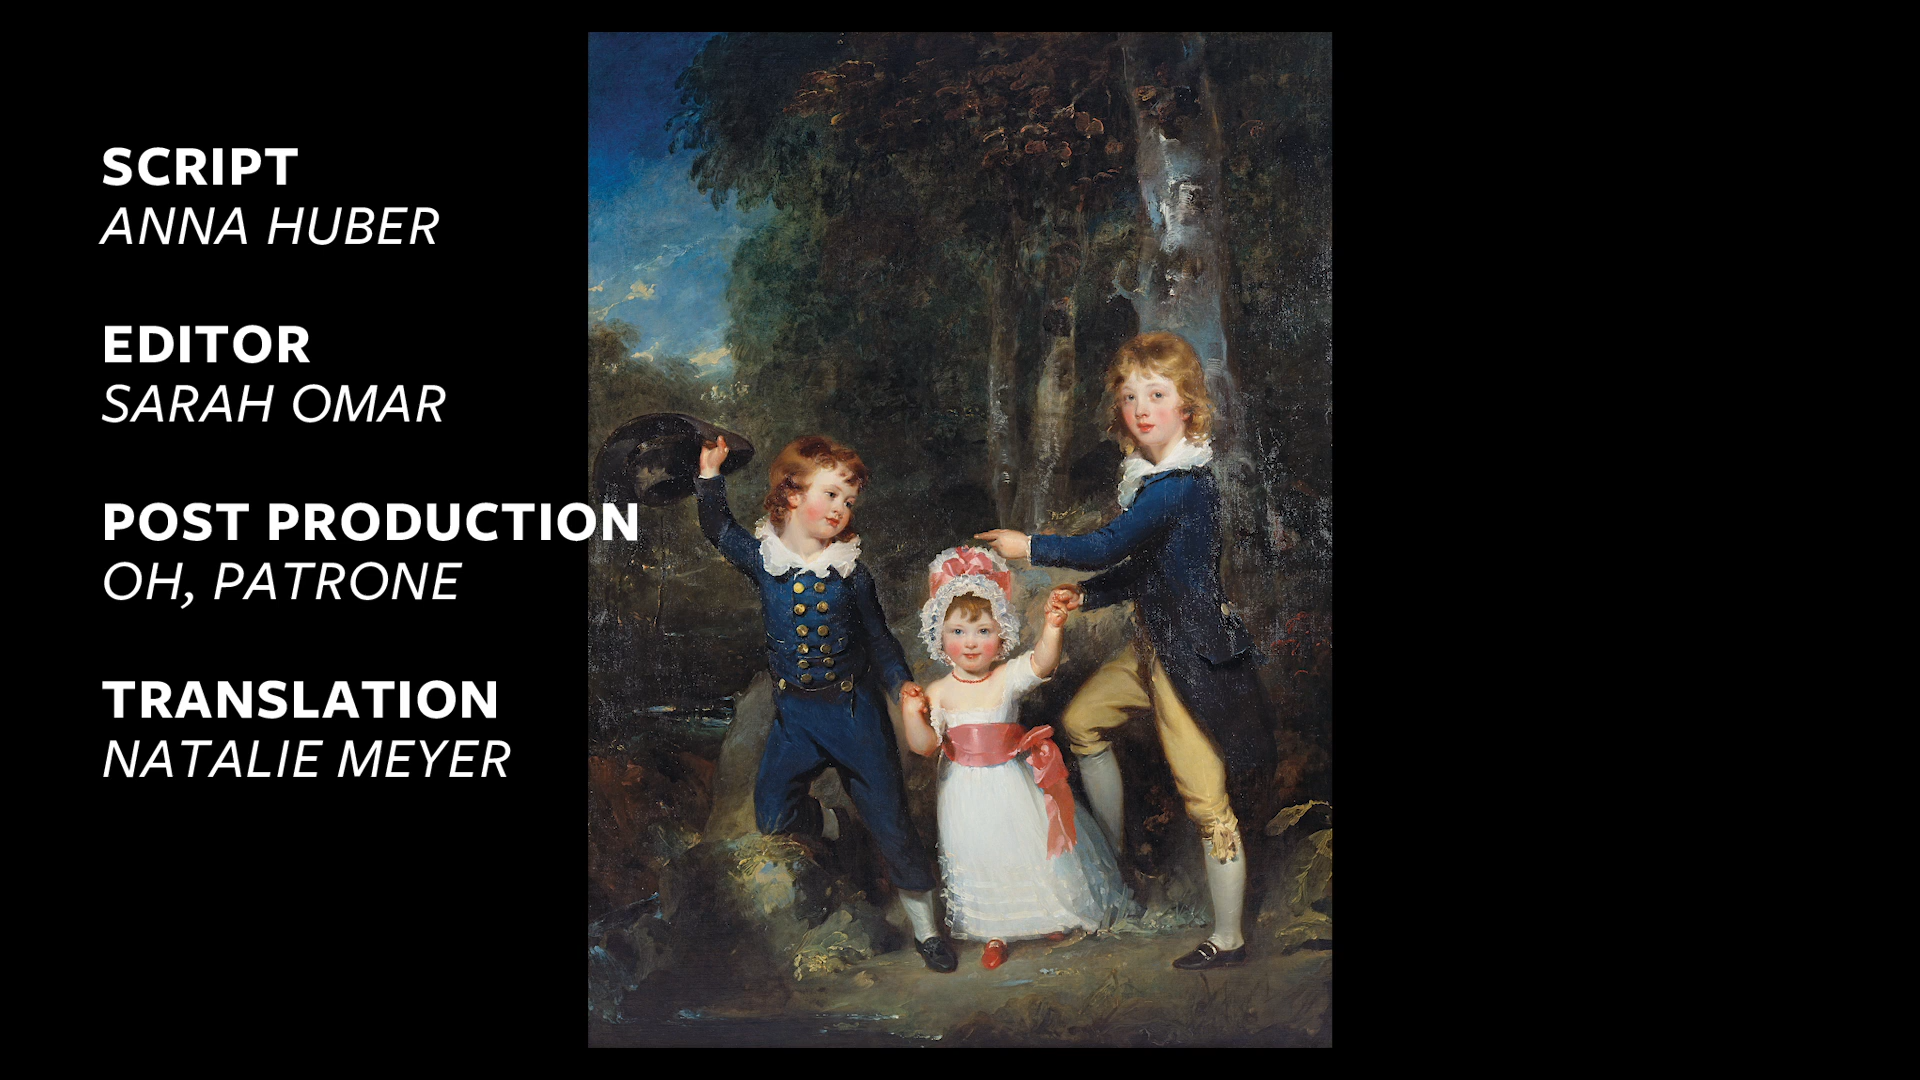 SCRIPT
ANNA HUBER
EDITOR
SARAH OMAR
POST PRODUCTION
OH, PATRONE
TRANSLATION
NATALIE MEYER